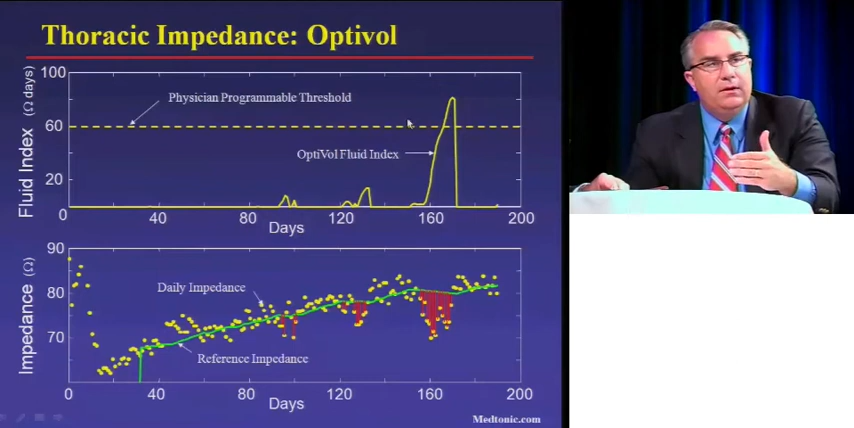 Thoracic Impedance: Optivol
Fluid Index (Ω days)
100
60
20
0
Physician Programmable Threshold
OptiVol Fluid Index
40
80
120
160
200
Days
Impedance (Ω)
90
80
70
Daily Impedance
Reference Impedance
0
40
80
120
160
200
Days
Medtronic.com